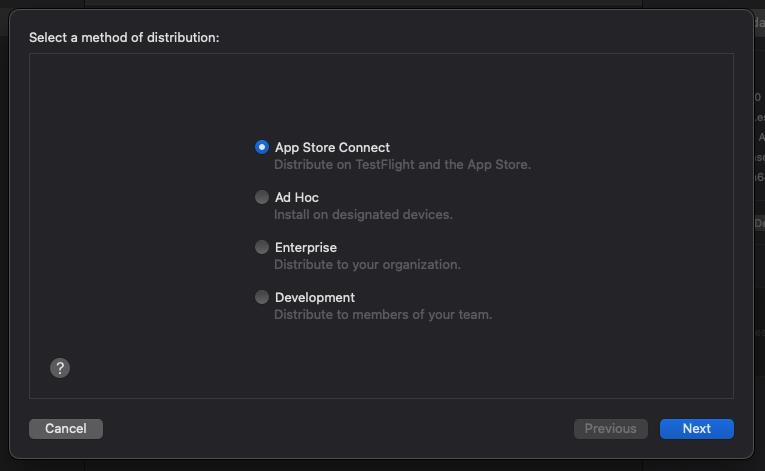 Select a method of distribution:
App Store Connect
Distribute on TestFlight and the App Store.
Ad Hoc
Install on designated devices.
Enterprise
Distribute to your organization.
Development
Distribute to members of your team.
?
Cancel
Previous
Next